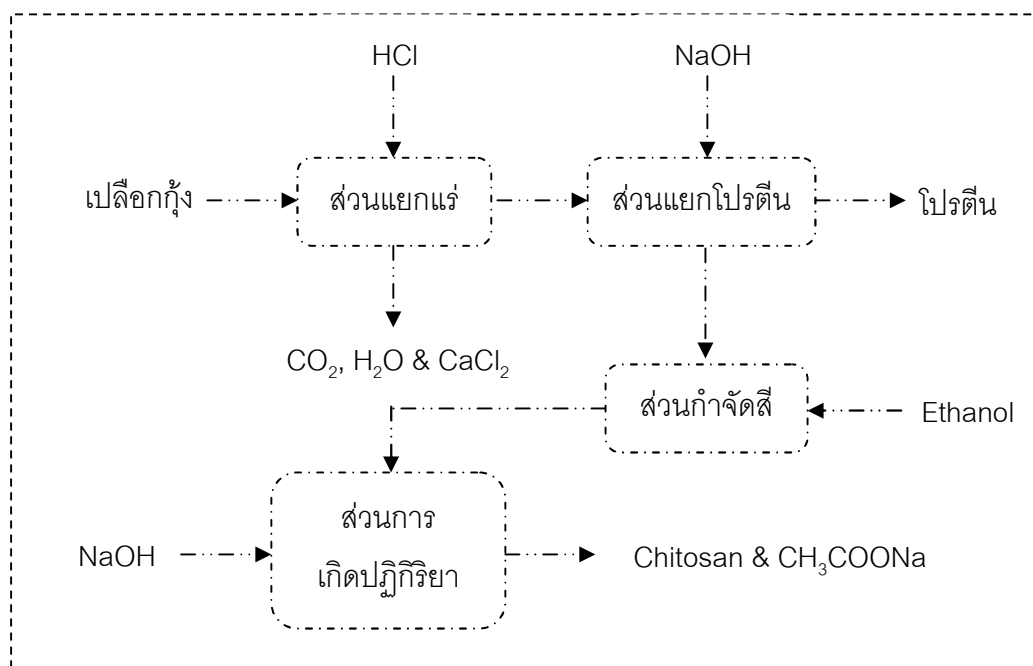 HCl
NaOH
เปลือกกุ้ง
ส่วนแยกแร่
ส่วนแยกโปรตีน
โปรตีน
CO₂, H₂O & CaCl₂
ส่วนกำจัดสี
Ethanol
NaOH
ส่วนการ
เกิดปฏิกิริยา
Chitosan & CH₃COONa